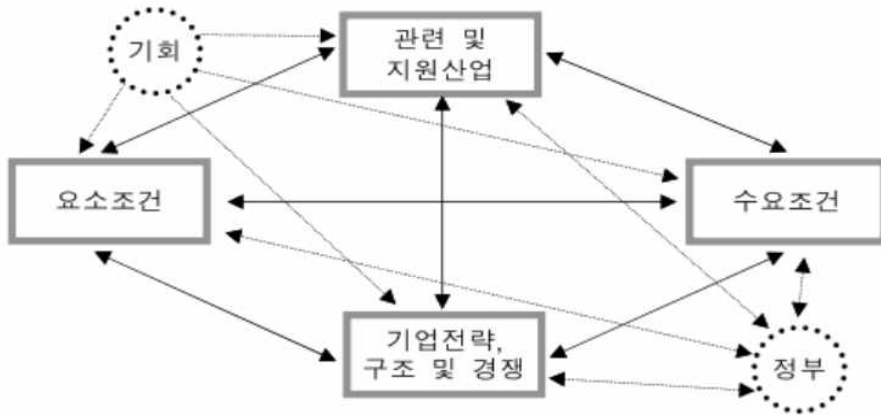 기회
관련 및
지원산업
요소조건
수요조건
기업전략,
구조 및 경쟁
정부